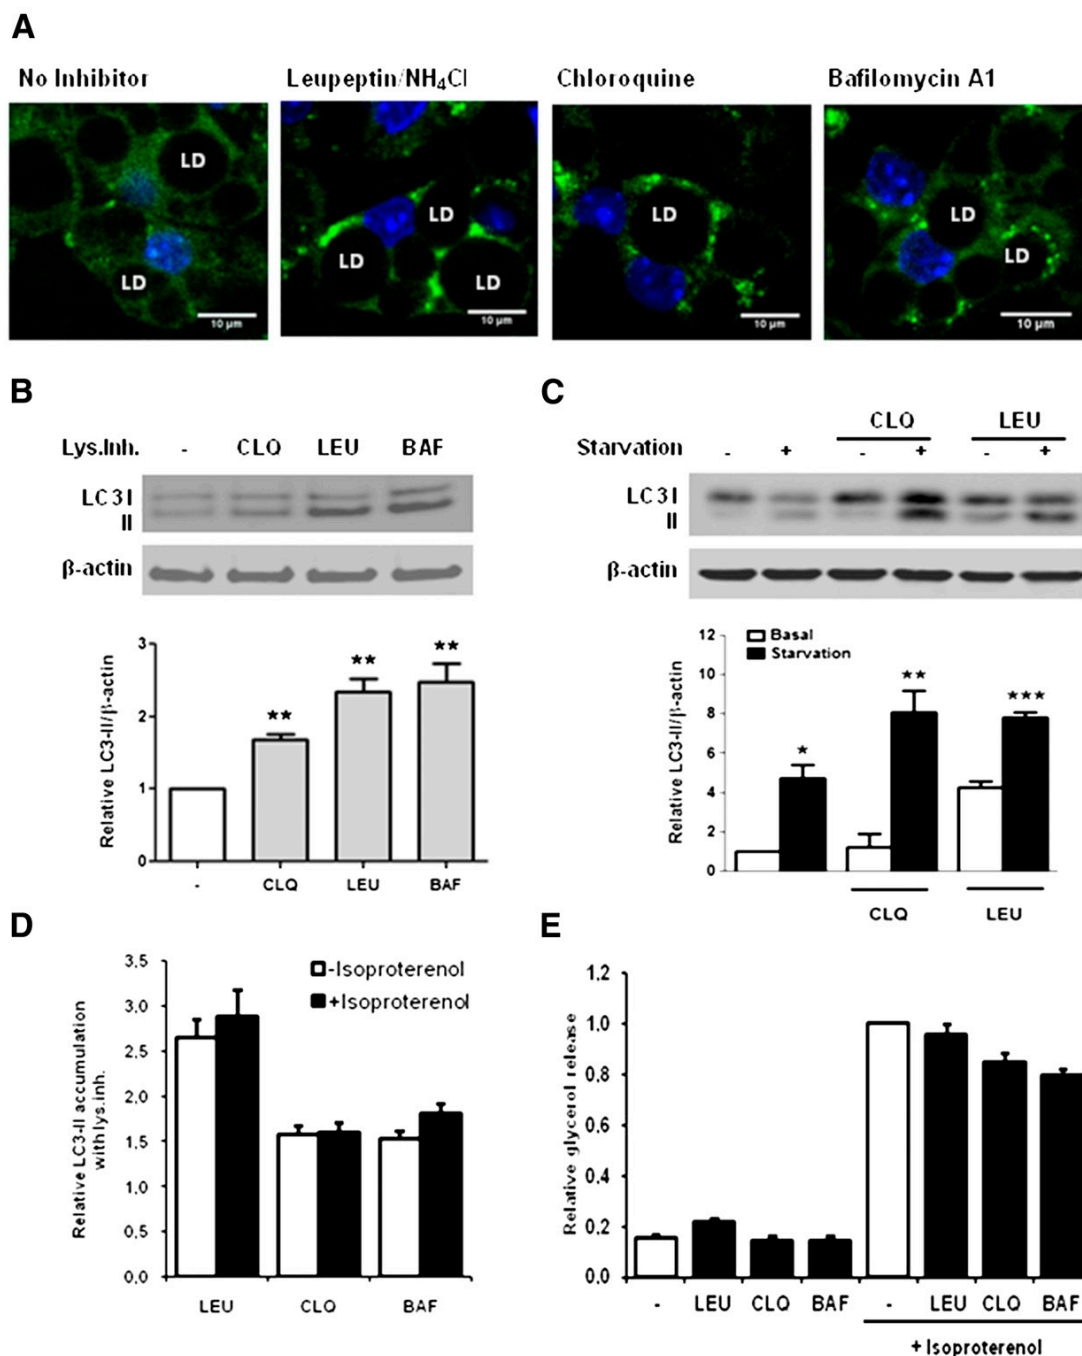 A
No Inhibitor
Leupeptin/NH4Cl
Chloroquine
Bafilomycin A1
LD
LD
10 µm
LD
LD
LD
10 µm
LD
10 µm
LD
LD
10 µm
B
Lys.Inh. - CLQ LEU BAF
LC3I
II
β-actin
Relative LC3-II/β-actin
3
2
1
0
**
**
**
- CLQ LEU BAF
C
CLQ LEU
Starvation - + - + - +
LC3I
II
β-actin
Relative LC3-II/β-actin
12
10
8
6
4
2
0
Basal
Starvation
*
**
***
CLQ LEU
D
Relative LC3-II accumulation
with lys.inh.
3.5
3.0
2.5
2.0
1.5
1.0
0.5
0.0
-Isoproterenol
+Isoproterenol
LEU CLQ BAF
E
Relative glycerol release
1.2
1.0
0.8
0.6
0.4
0.2
0.0
- LEU CLQ BAF - LEU CLQ BAF
+ Isoproterenol